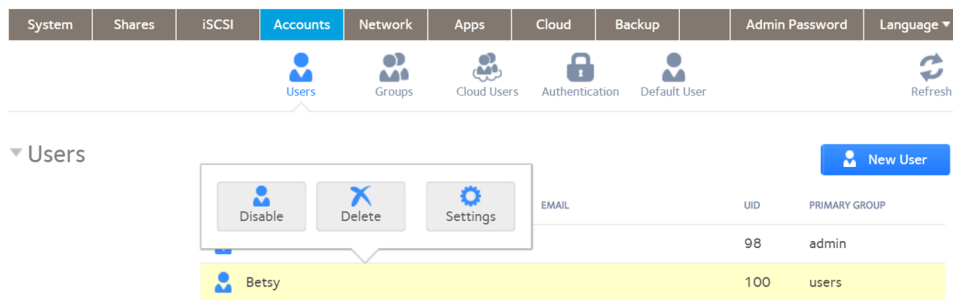 System Shares iSCSI Accounts Network Apps Cloud Backup Admin Password Language
Users Groups Cloud Users Authentication Default User Refresh
Users
New User
Disable Delete Settings
EMAIL UID PRIMARY GROUP
98 admin
Betsy 100 users